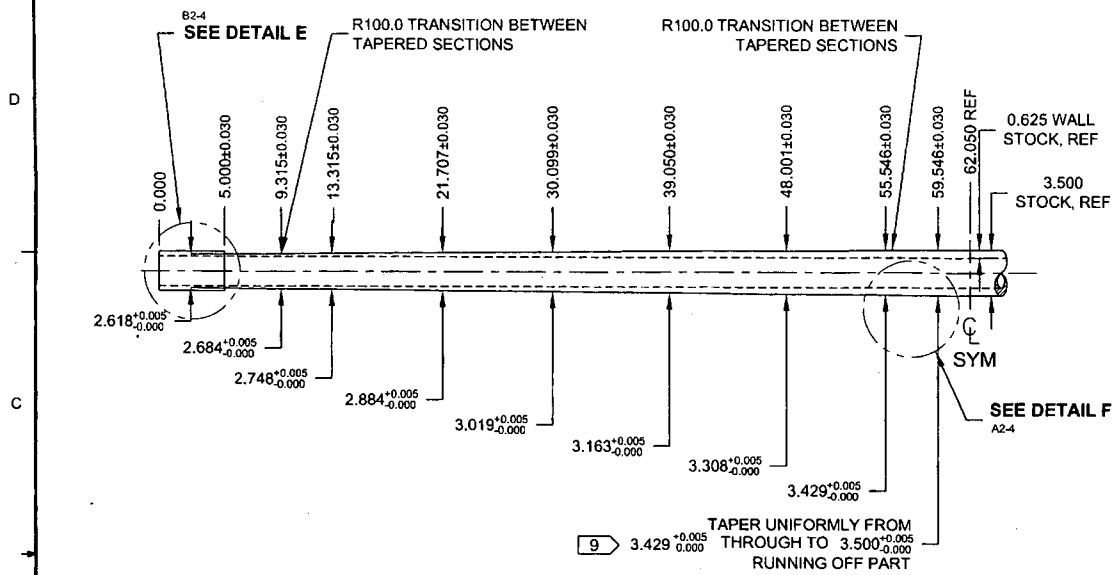 B2-4
SEE DETAIL E
R100.0 TRANSITION BETWEEN
TAPERED SECTIONS
R100.0 TRANSITION BETWEEN
TAPERED SECTIONS
D
0.000
5.000±0.030
9.315±0.030
13.315±0.030
21.707±0.030
30.099±0.030
39.050±0.030
48.001±0.030
55.546±0.030
59.546±0.030
62.050 REF
0.625 WALL
STOCK, REF
3.500
STOCK, REF
2.618+0.005 -0.000
2.684+0.005 -0.000
2.748+0.005 -0.000
2.884+0.005 -0.000
3.019+0.005 -0.000
3.163+0.005 -0.000
3.308+0.005 -0.000
3.429+0.005 -0.000
℄
SYM
C
SEE DETAIL F
A2-4
TAPER UNIFORMLY FROM
9 3.429 +0.005 0.000 THROUGH TO 3.500+0.005 -0.000
RUNNING OFF PART